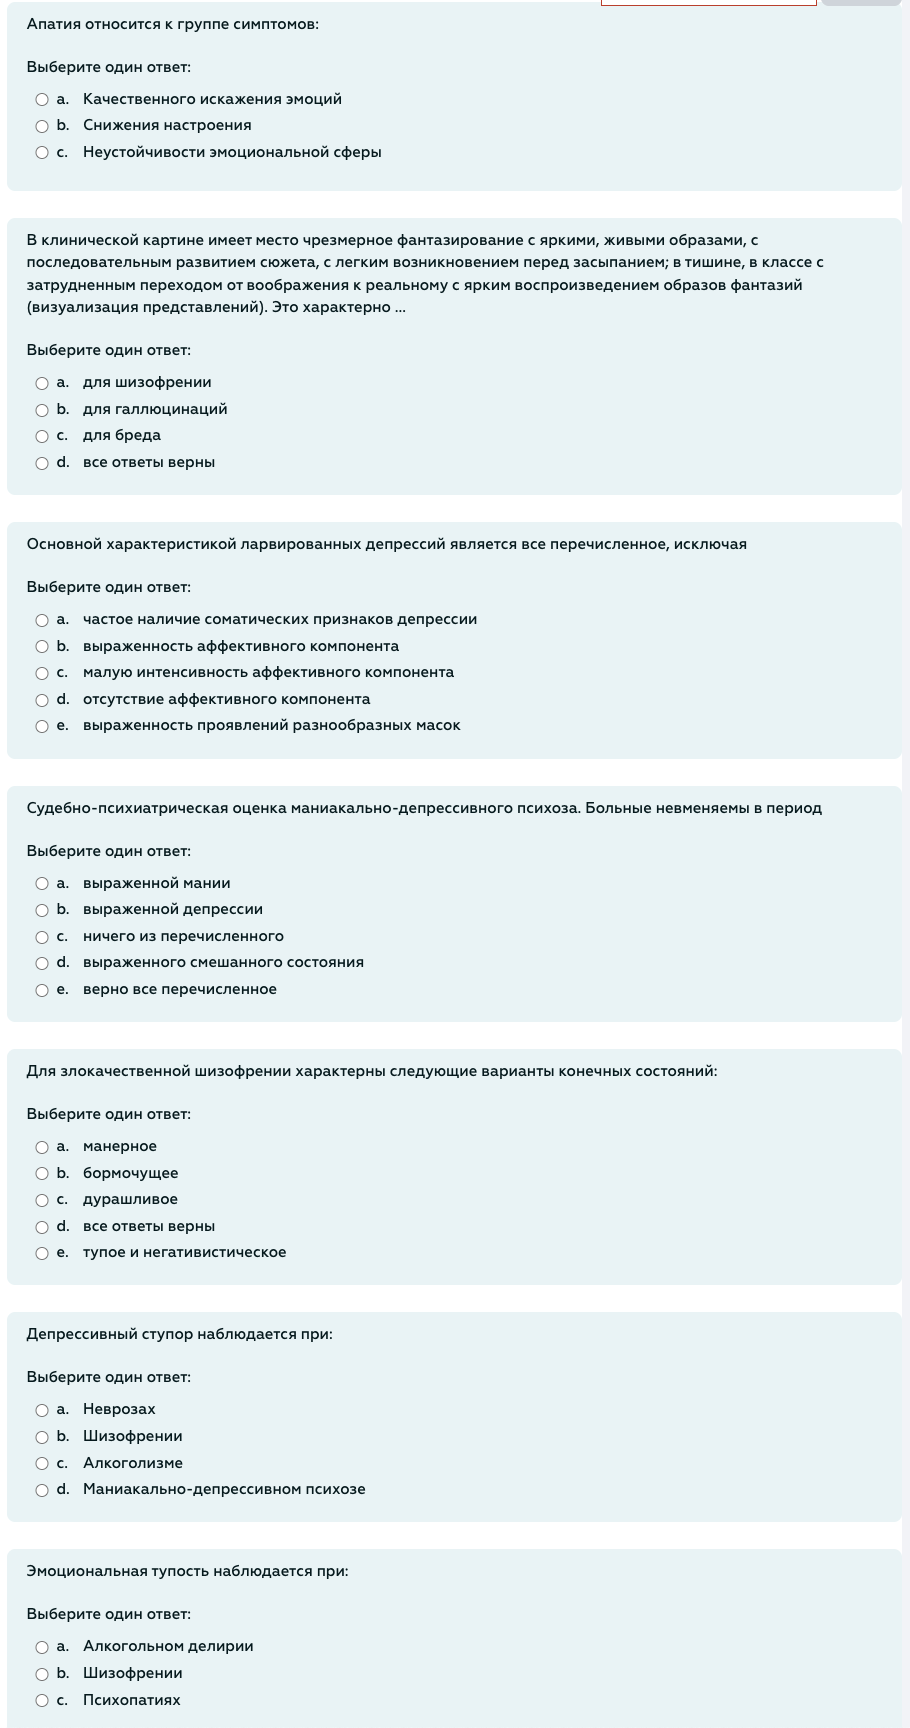 Апатия относится к группе симптомов:
Выберите один ответ:
a. Качественного искажения эмоций
b. Снижения настроения
c. Неустойчивости эмоциональной сферы
В клинической картине имеет место чрезмерное фантазирование с яркими, живыми образами, с
последовательным развитием сюжета, с легким возникновением перед засыпанием; в тишине, в классе с
затрудненным переходом от воображения к реальному с ярким воспроизведением образов фантазий
(визуализация представлений). Это характерно ...
Выберите один ответ:
a. для шизофрении
b. для галлюцинаций
c. для бреда
d. все ответы верны
Основной характеристикой ларвированных депрессий является все перечисленное, исключая
Выберите один ответ:
a. частое наличие соматических признаков депрессии
b. выраженность аффективного компонента
c. малую интенсивность аффективного компонента
d. отсутствие аффективного компонента
e. выраженность проявлений разнообразных масок
Судебно-психиатрическая оценка маниакально-депрессивного психоза. Больные невменяемы в период
Выберите один ответ:
a. выраженной мании
b. выраженной депрессии
c. ничего из перечисленного
d. выраженного смешанного состояния
e. верно все перечисленное
Для злокачественной шизофрении характерны следующие варианты конечных состояний:
Выберите один ответ:
a. манерное
b. бормочущее
c. дурашливое
d. все ответы верны
e. тупое и негативистическое
Депрессивный ступор наблюдается при:
Выберите один ответ:
a. Неврозах
b. Шизофрении
c. Алкоголизме
d. Маниакально-депрессивном психозе
Эмоциональная тупость наблюдается при:
Выберите один ответ:
a. Алкогольном делирии
b. Шизофрении
c. Психопатиях